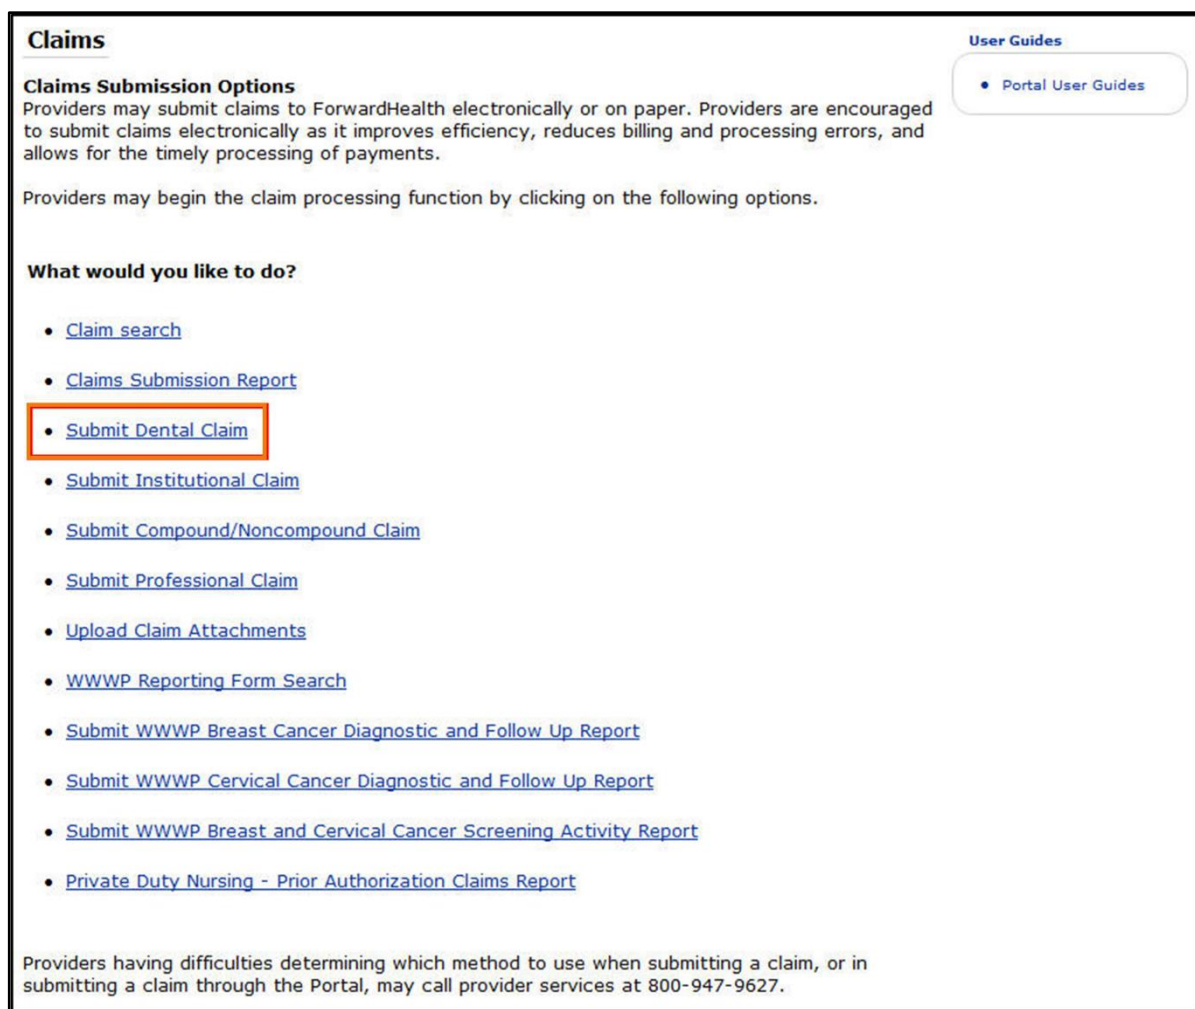 Claims
User Guides
Portal User Guides
Claims Submission Options
Providers may submit claims to ForwardHealth electronically or on paper. Providers are encouraged
to submit claims electronically as it improves efficiency, reduces billing and processing errors, and
allows for the timely processing of payments.
Providers may begin the claim processing function by clicking on the following options.
What would you like to do?
Claim search
Claims Submission Report
Submit Dental Claim
Submit Institutional Claim
Submit Compound/Noncompound Claim
Submit Professional Claim
Upload Claim Attachments
WWWP Reporting Form Search
Submit WWWP Breast Cancer Diagnostic and Follow Up Report
Submit WWWP Cervical Cancer Diagnostic and Follow Up Report
Submit WWWP Breast and Cervical Cancer Screening Activity Report
Private Duty Nursing - Prior Authorization Claims Report
Providers having difficulties determining which method to use when submitting a claim, or in
submitting a claim through the Portal, may call provider services at 800-947-9627.